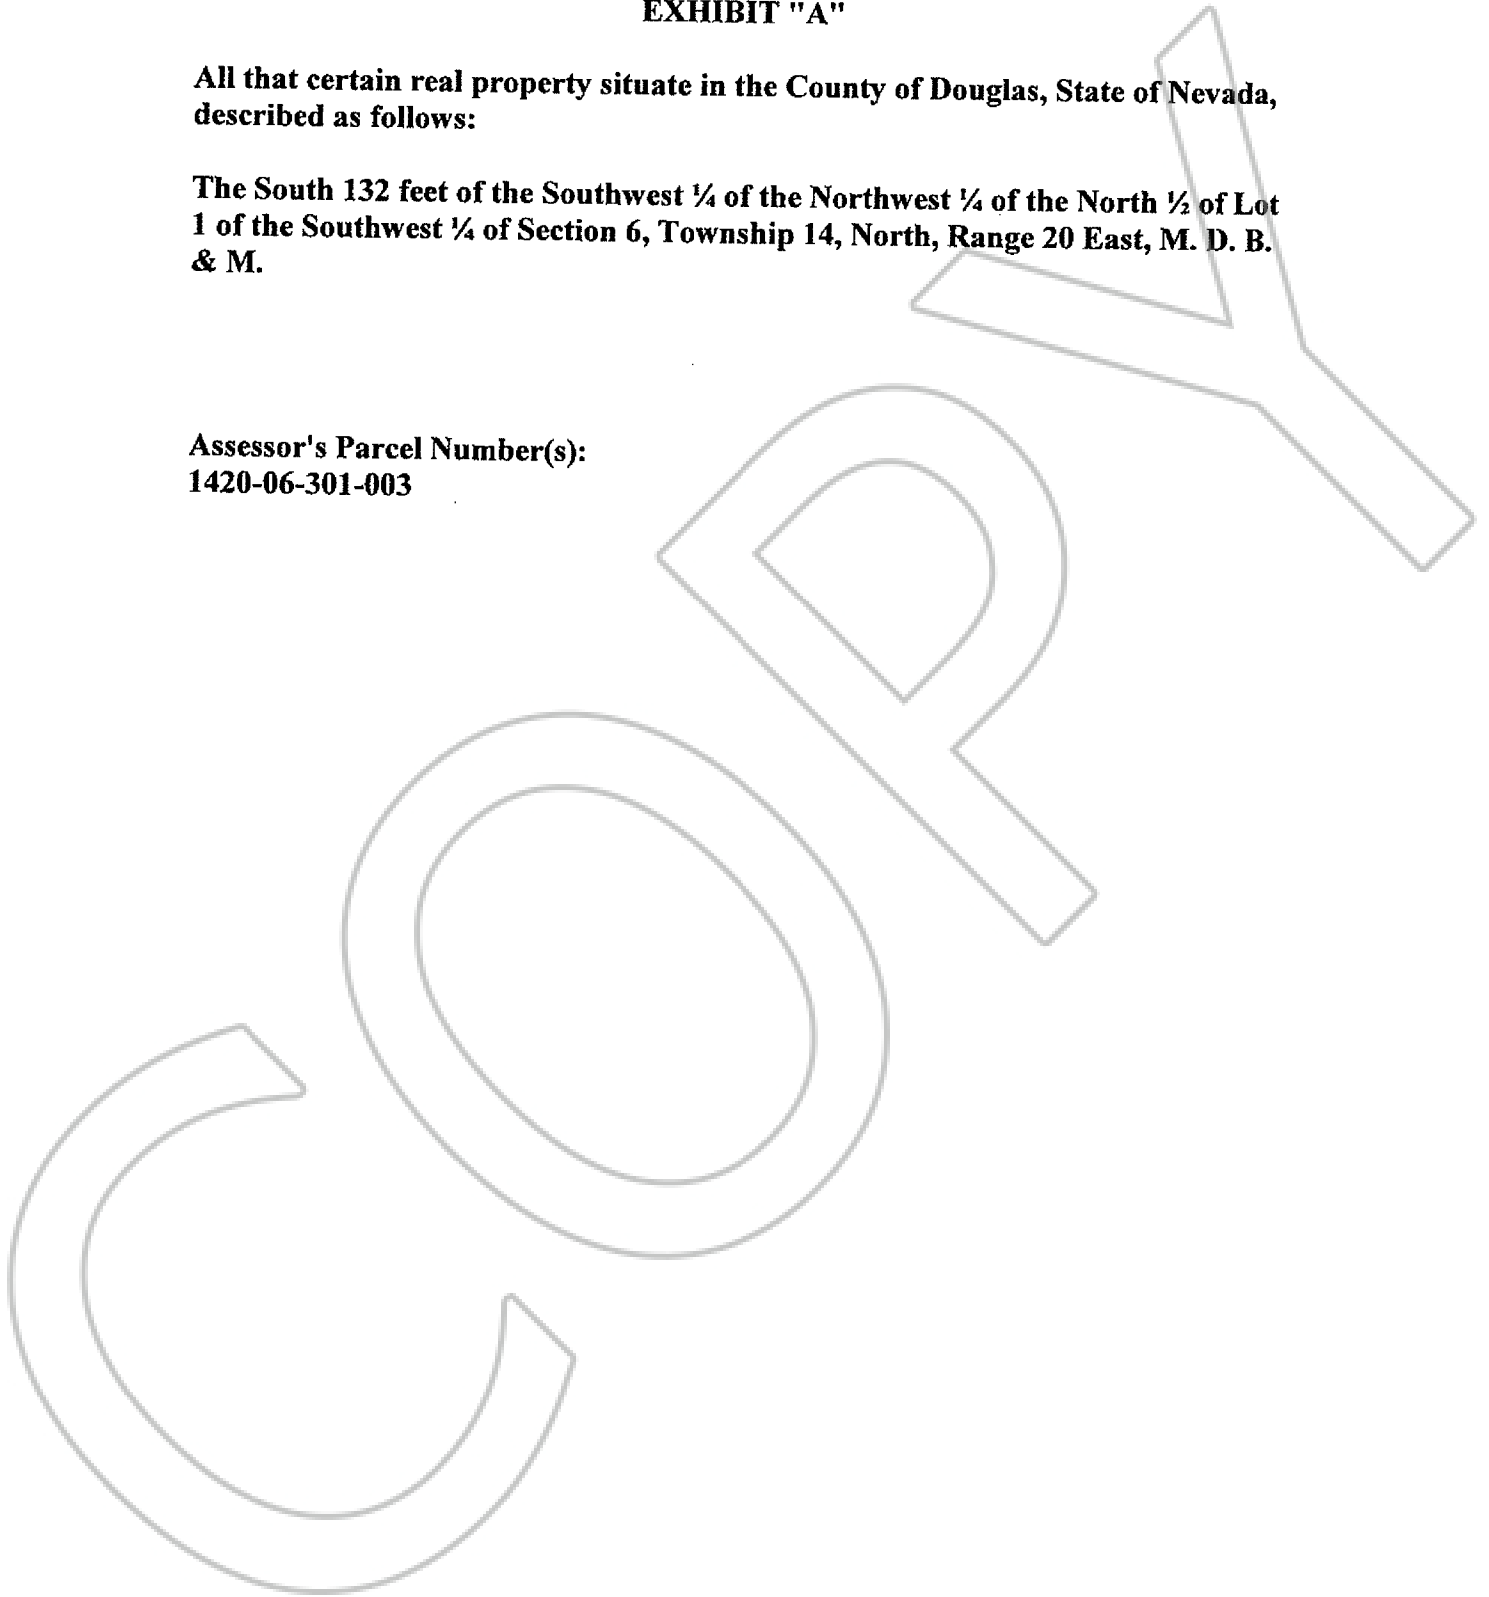 EXHIBIT "A"
All that certain real property situate in the County of Douglas, State of Nevada,
described as follows:
The South 132 feet of the Southwest ¼ of the Northwest ¼ of the North ½ of Lot
1 of the Southwest ¼ of Section 6, Township 14, North, Range 20 East, M. D. B.
& M.
Assessor's Parcel Number(s):
1420-06-301-003
COPY